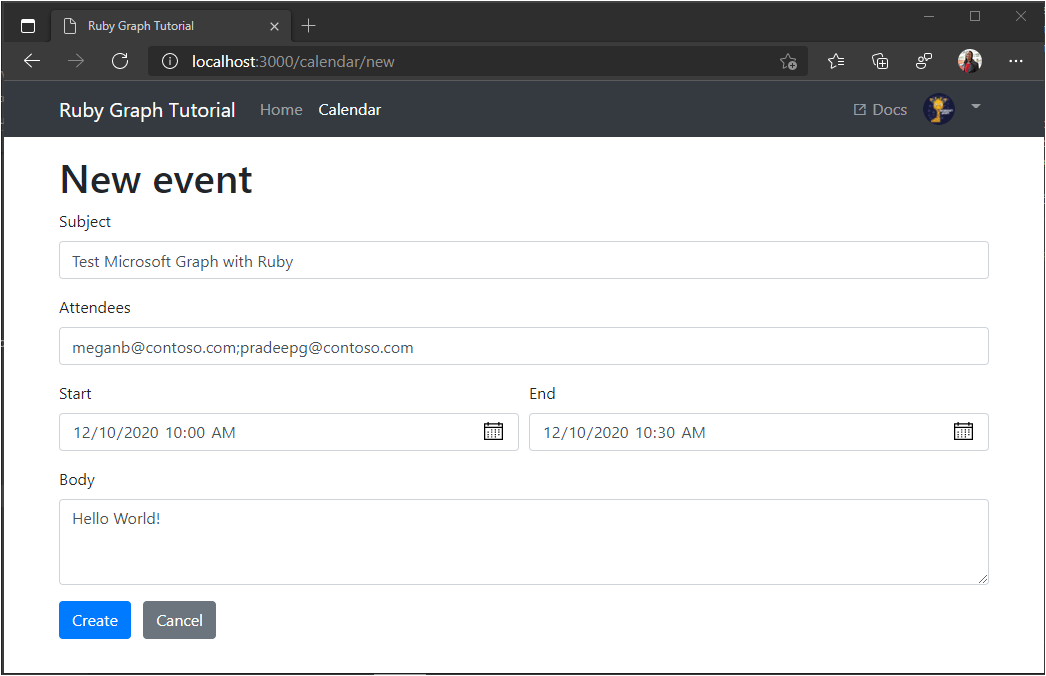 Ruby Graph Tutorial
localhost:3000/calendar/new
Ruby Graph Tutorial Home Calendar Docs
New event
Subject
Test Microsoft Graph with Ruby
Attendees
meganb@contoso.com;pradeepg@contoso.com
Start End
12/10/2020 10:00 AM 12/10/2020 10:30 AM
Body
Hello World!
Create Cancel